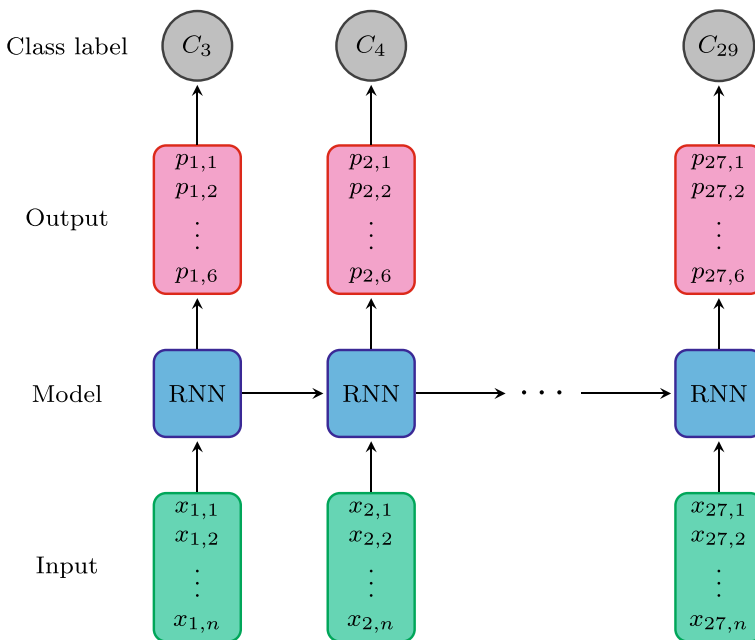 Class label C₃ C₄ C₂₉
Output
p₁,₁ p₂,₁ p₂₇,₁
p₁,₂ p₂,₂ p₂₇,₂
⋮ ⋮ ⋮
p₁,₆ p₂,₆ p₂₇,₆
Model RNN RNN ··· RNN
Input
x₁,₁ x₂,₁ x₂₇,₁
x₁,₂ x₂,₂ x₂₇,₂
⋮ ⋮ ⋮
x₁,ₙ x₂,ₙ x₂₇,ₙ